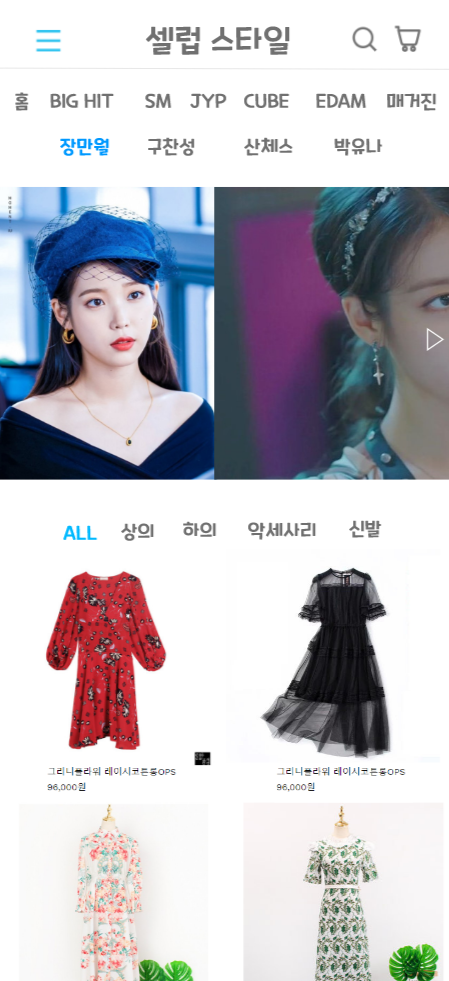 셀럽 스타일
홈 BIG HIT SM JYP CUBE EDAM 매거진
장만월 구찬성 산체스 박유나
ALL 상의 하의 악세사리 신발
그리니플라워 레이시코튼롱OPS
96,000원
그리니플라워 레이시코튼롱OPS
96,000원